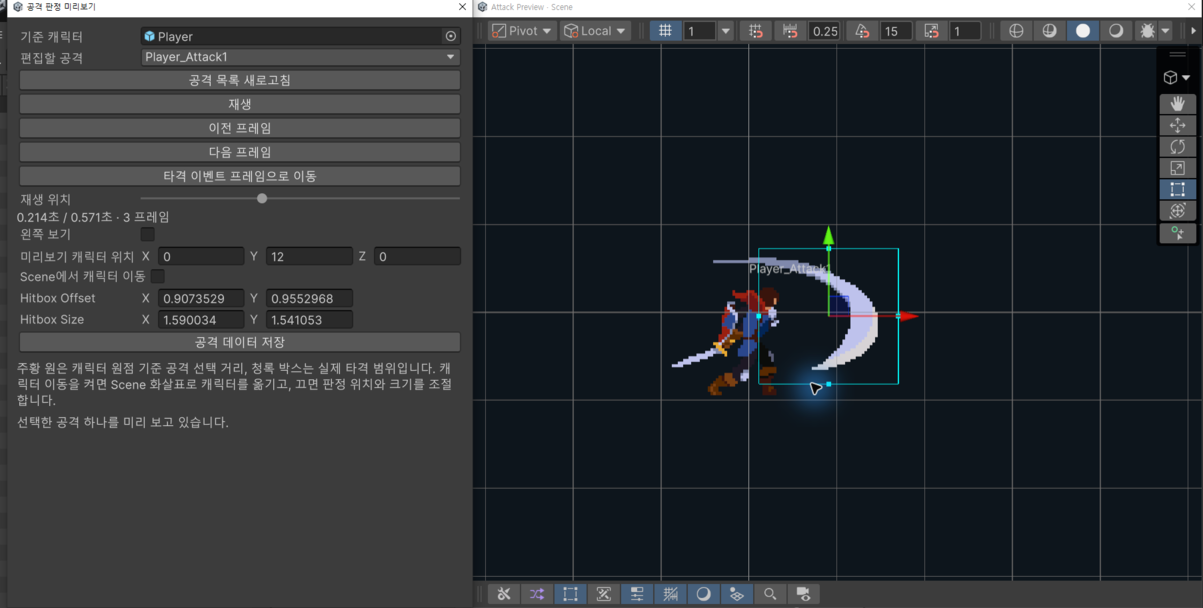 공격 판정 미리보기
Attack Preview - Scene
기준 캐릭터 Player
편집할 공격 Player_Attack1
Pivot Local 1 0.25 15 1
공격 목록 새로고침
재생
이전 프레임
다음 프레임
타격 이벤트 프레임으로 이동
재생 위치
0.214초 / 0.571초 · 3 프레임
왼쪽 보기
미리보기 캐릭터 위치 X 0 Y 12 Z 0
Scene에서 캐릭터 이동
Hitbox Offset X 0.9073529 Y 0.9552968
Hitbox Size X 1.590034 Y 1.541053
공격 데이터 저장
주황 원은 캐릭터 원점 기준 공격 선택 거리, 청록 박스는 실제 타격 범위입니다. 캐
릭터 이동을 켜면 Scene 화살표로 캐릭터를 옮기고, 끄면 판정 위치와 크기를 조절
합니다.
선택한 공격 하나를 미리 보고 있습니다.
Player_Attack1